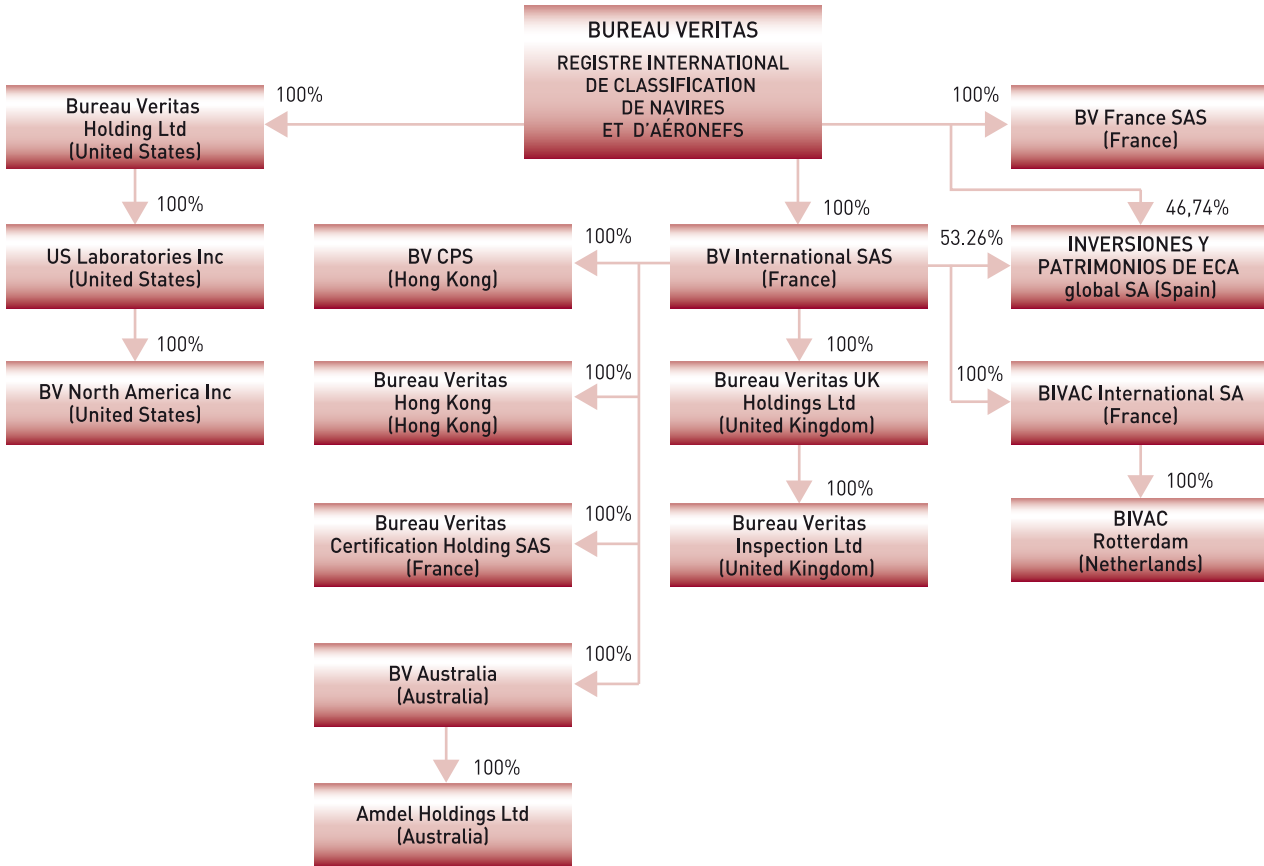 BUREAU VERITAS
REGISTRE INTERNATIONAL
DE CLASSIFICATION
DE NAVIRES
ET D'AÉRONEFS
100%
Bureau Veritas
Holding Ltd
(United States)
100%
BV France SAS
(France)
100%
US Laboratories Inc
(United States)
100%
BV North America Inc
(United States)
100%
BV CPS
(Hong Kong)
100%
BV International SAS
(France)
46,74%
53.26%
INVERSIONES Y
PATRIMONIOS DE ECA
global SA (Spain)
100%
Bureau Veritas
Hong Kong
(Hong Kong)
100%
Bureau Veritas UK
Holdings Ltd
(United Kingdom)
100%
BIVAC International SA
(France)
100%
Bureau Veritas
Certification Holding SAS
(France)
100%
Bureau Veritas
Inspection Ltd
(United Kingdom)
100%
BIVAC
Rotterdam
(Netherlands)
100%
BV Australia
(Australia)
100%
Amdel Holdings Ltd
(Australia)